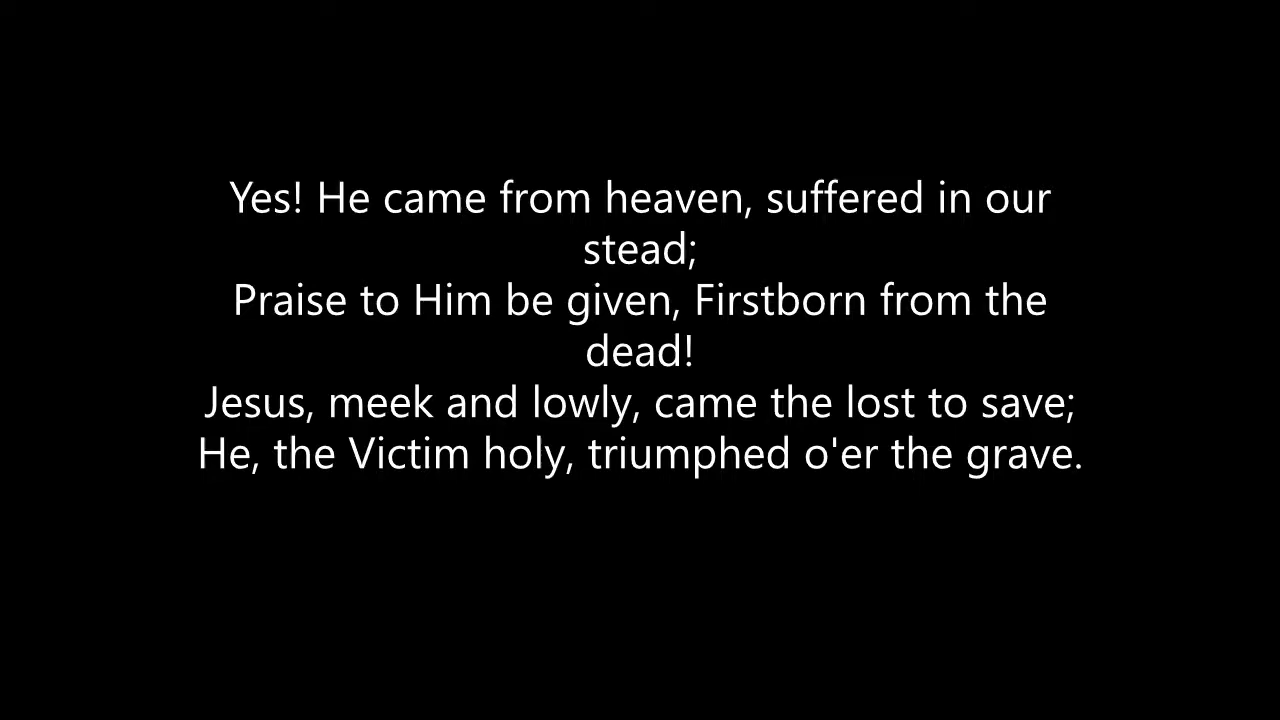 Yes! He came from heaven, suffered in our
stead;
Praise to Him be given, Firstborn from the
dead!
Jesus, meek and lowly, came the lost to save;
He, the Victim holy, triumphed o'er the grave.